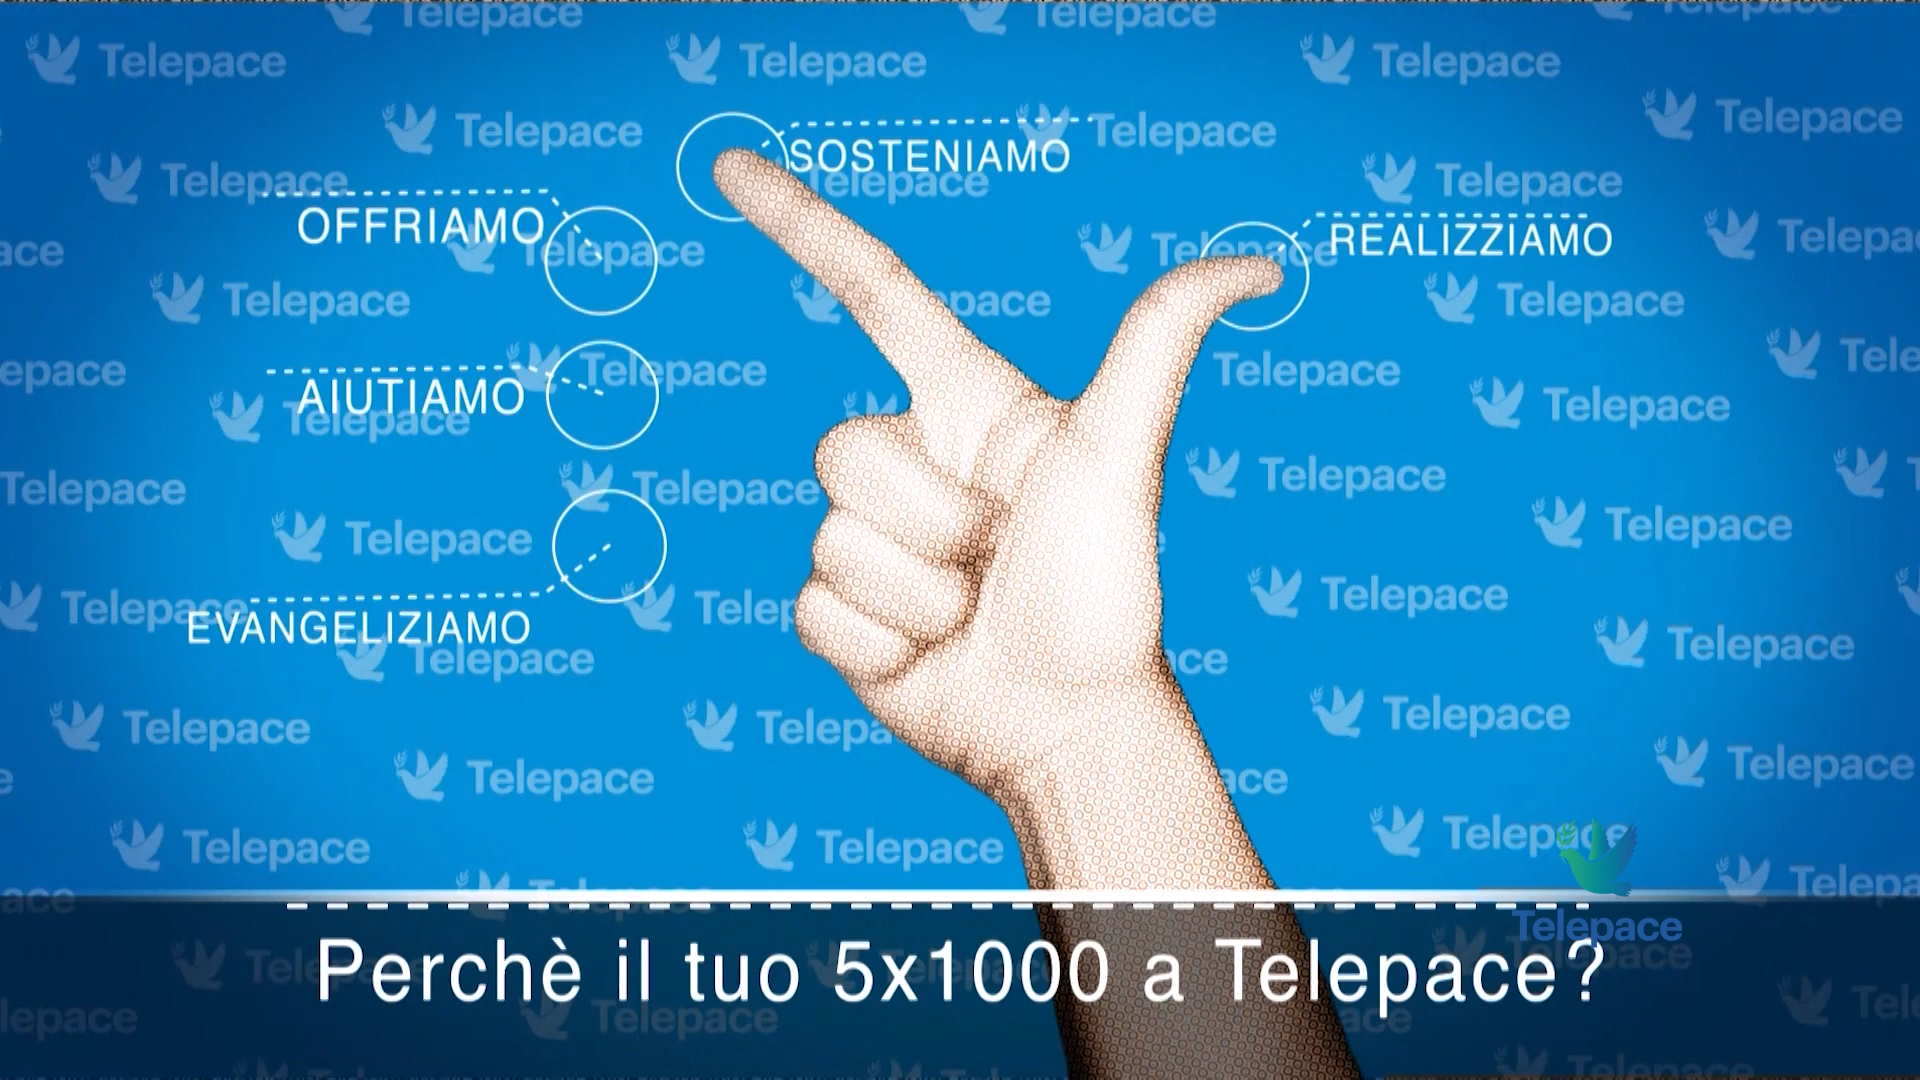 SOSTENIAMO
OFFRIAMO
REALIZZIAMO
AIUTIAMO
EVANGELIZIAMO
Perchè il tuo 5x1000 a Telepace?
Telepace